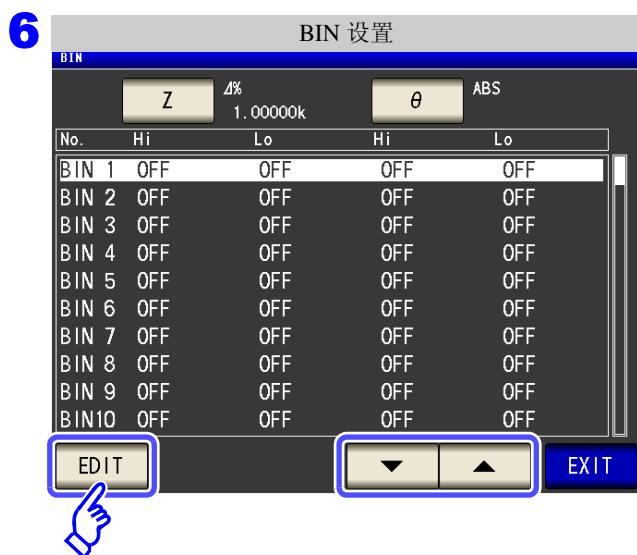 6
BIN 设置
BIN
Z Δ% 1.00000k θ ABS
No. Hi Lo Hi Lo
BIN 1 OFF OFF OFF OFF
BIN 2 OFF OFF OFF OFF
BIN 3 OFF OFF OFF OFF
BIN 4 OFF OFF OFF OFF
BIN 5 OFF OFF OFF OFF
BIN 6 OFF OFF OFF OFF
BIN 7 OFF OFF OFF OFF
BIN 8 OFF OFF OFF OFF
BIN 9 OFF OFF OFF OFF
BIN10 OFF OFF OFF OFF
EDIT ▼ ▲ EXIT